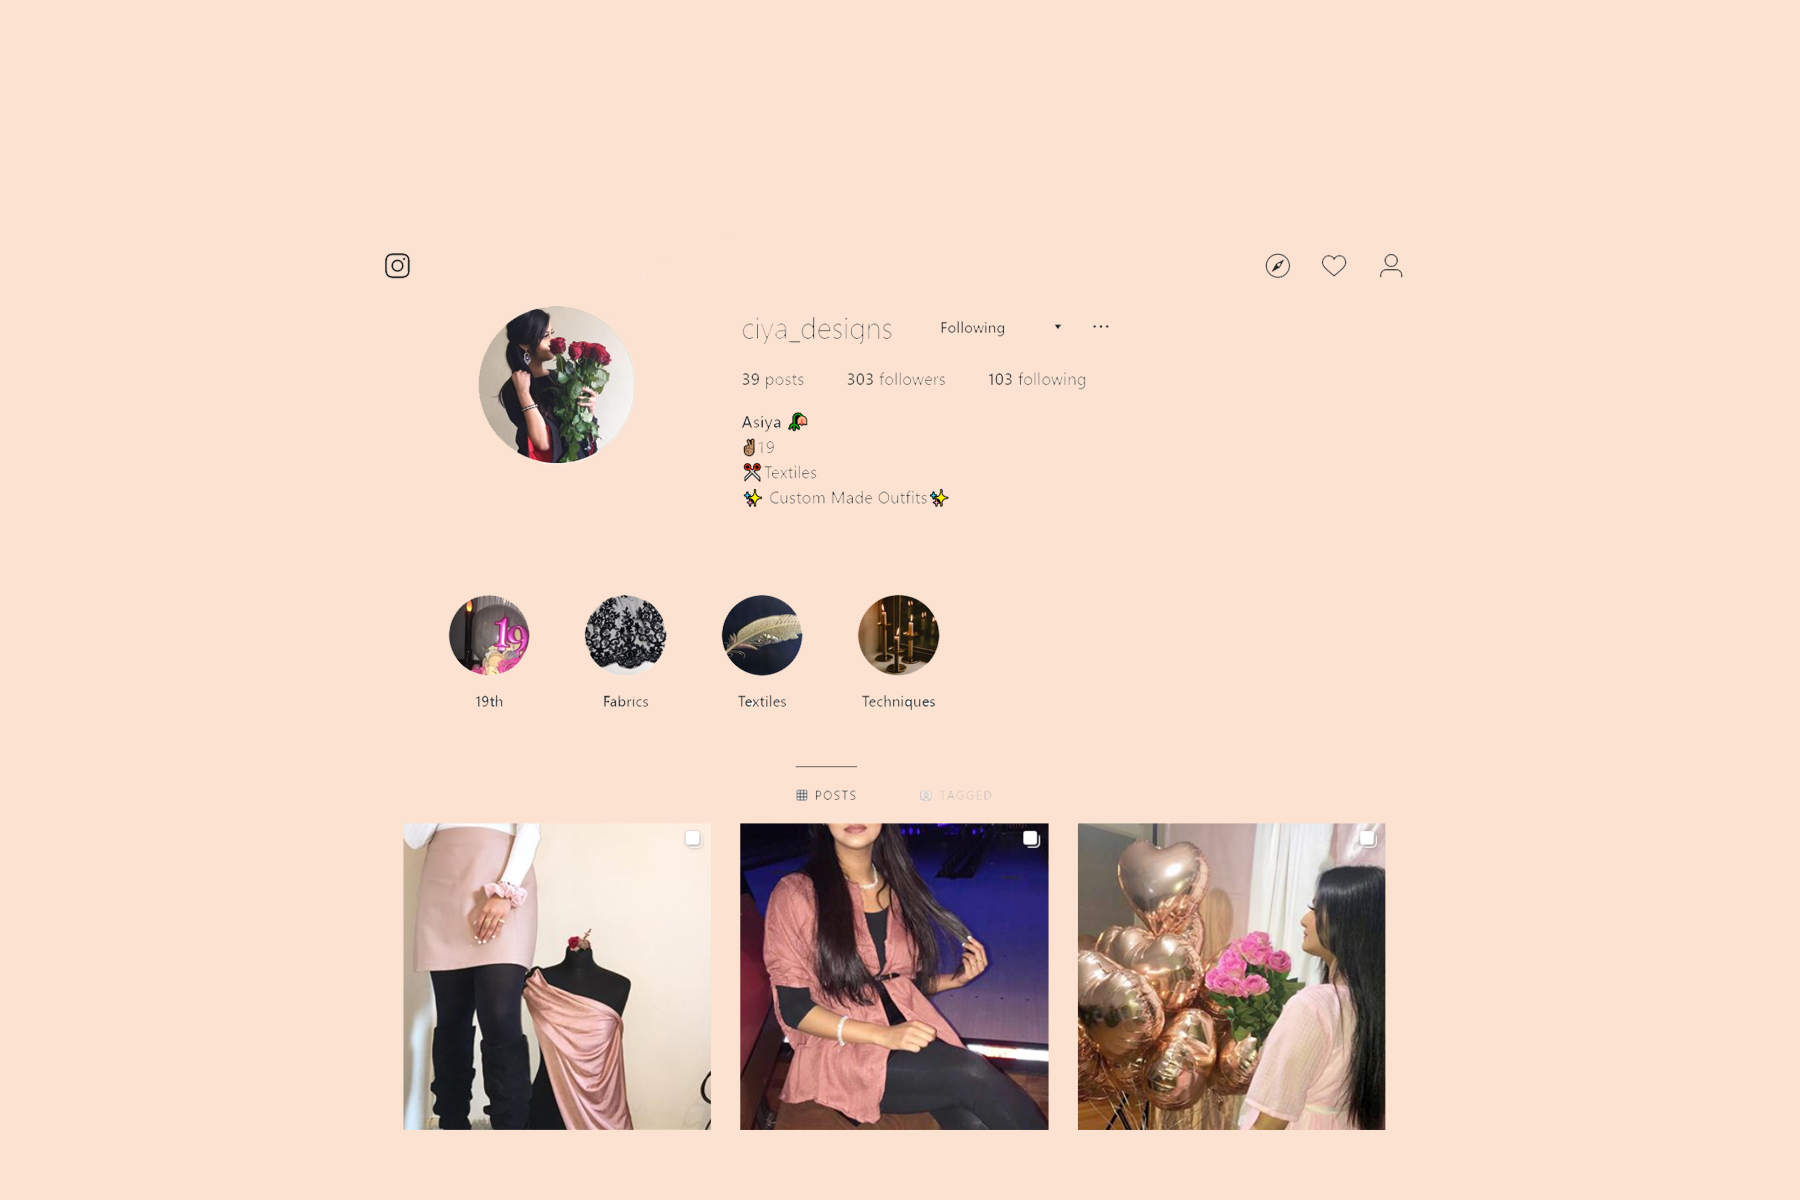 ciya_designs Following
39 posts 303 followers 103 following
Asiya
✌🏽19
✂Textiles
✨ Custom Made Outfits✨
19
19th Fabrics Textiles Techniques
POSTS TAGGED